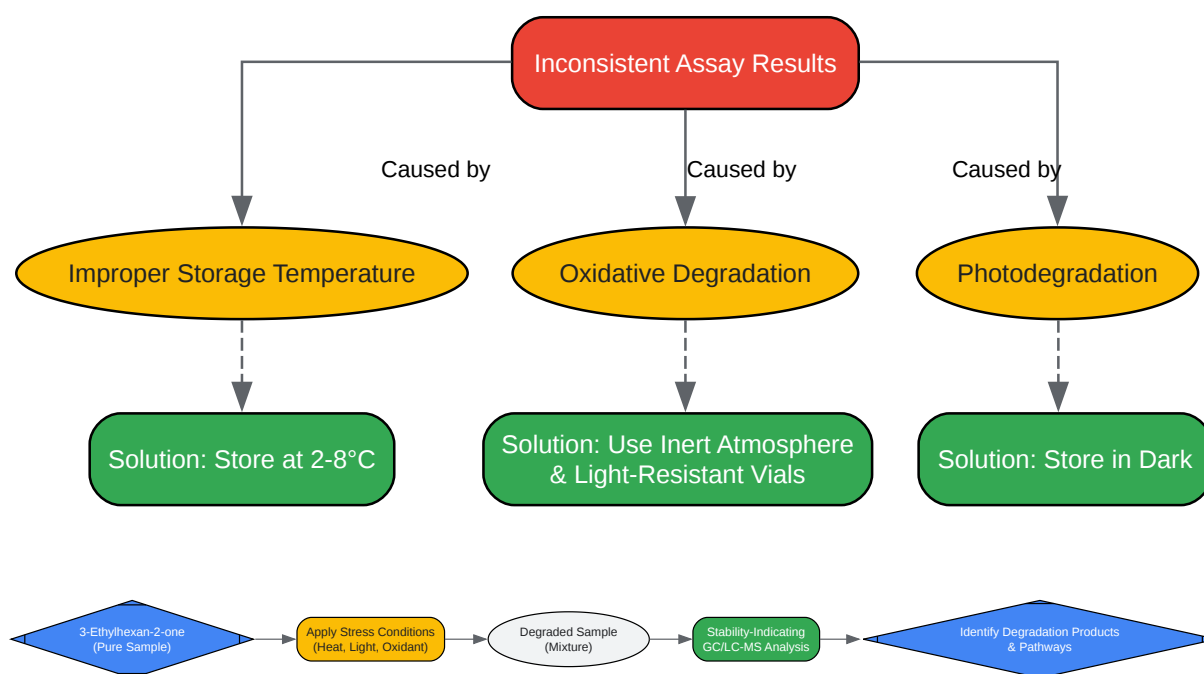 Inconsistent Assay Results
Caused by
Caused by
Caused by
Improper Storage Temperature
Oxidative Degradation
Photodegradation
Solution: Store at 2-8°C
Solution: Use Inert Atmosphere
& Light-Resistant Vials
Solution: Store in Dark
3-Ethylhexan-2-one
(Pure Sample)
Apply Stress Conditions
(Heat, Light, Oxidant)
Degraded Sample
(Mixture)
Stability-Indicating
GC/LC-MS Analysis
Identify Degradation Products
& Pathways